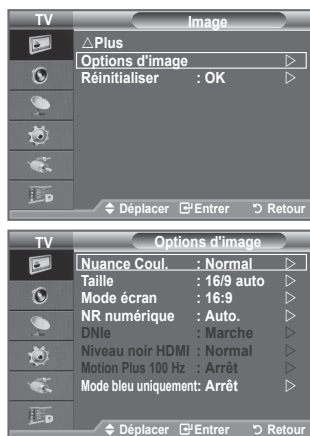 TV Image
△Plus
Options d'image
Réinitialiser : OK
Déplacer Entrer Retour
TV Options d'image
Nuance Coul. : Normal
Taille : 16/9 auto
Mode écran : 16:9
NR numérique : Auto.
DNIe : Marche
Niveau noir HDMI : Normal
Motion Plus 100 Hz : Arrêt
Mode bleu uniquement: Arrêt
Déplacer Entrer Retour